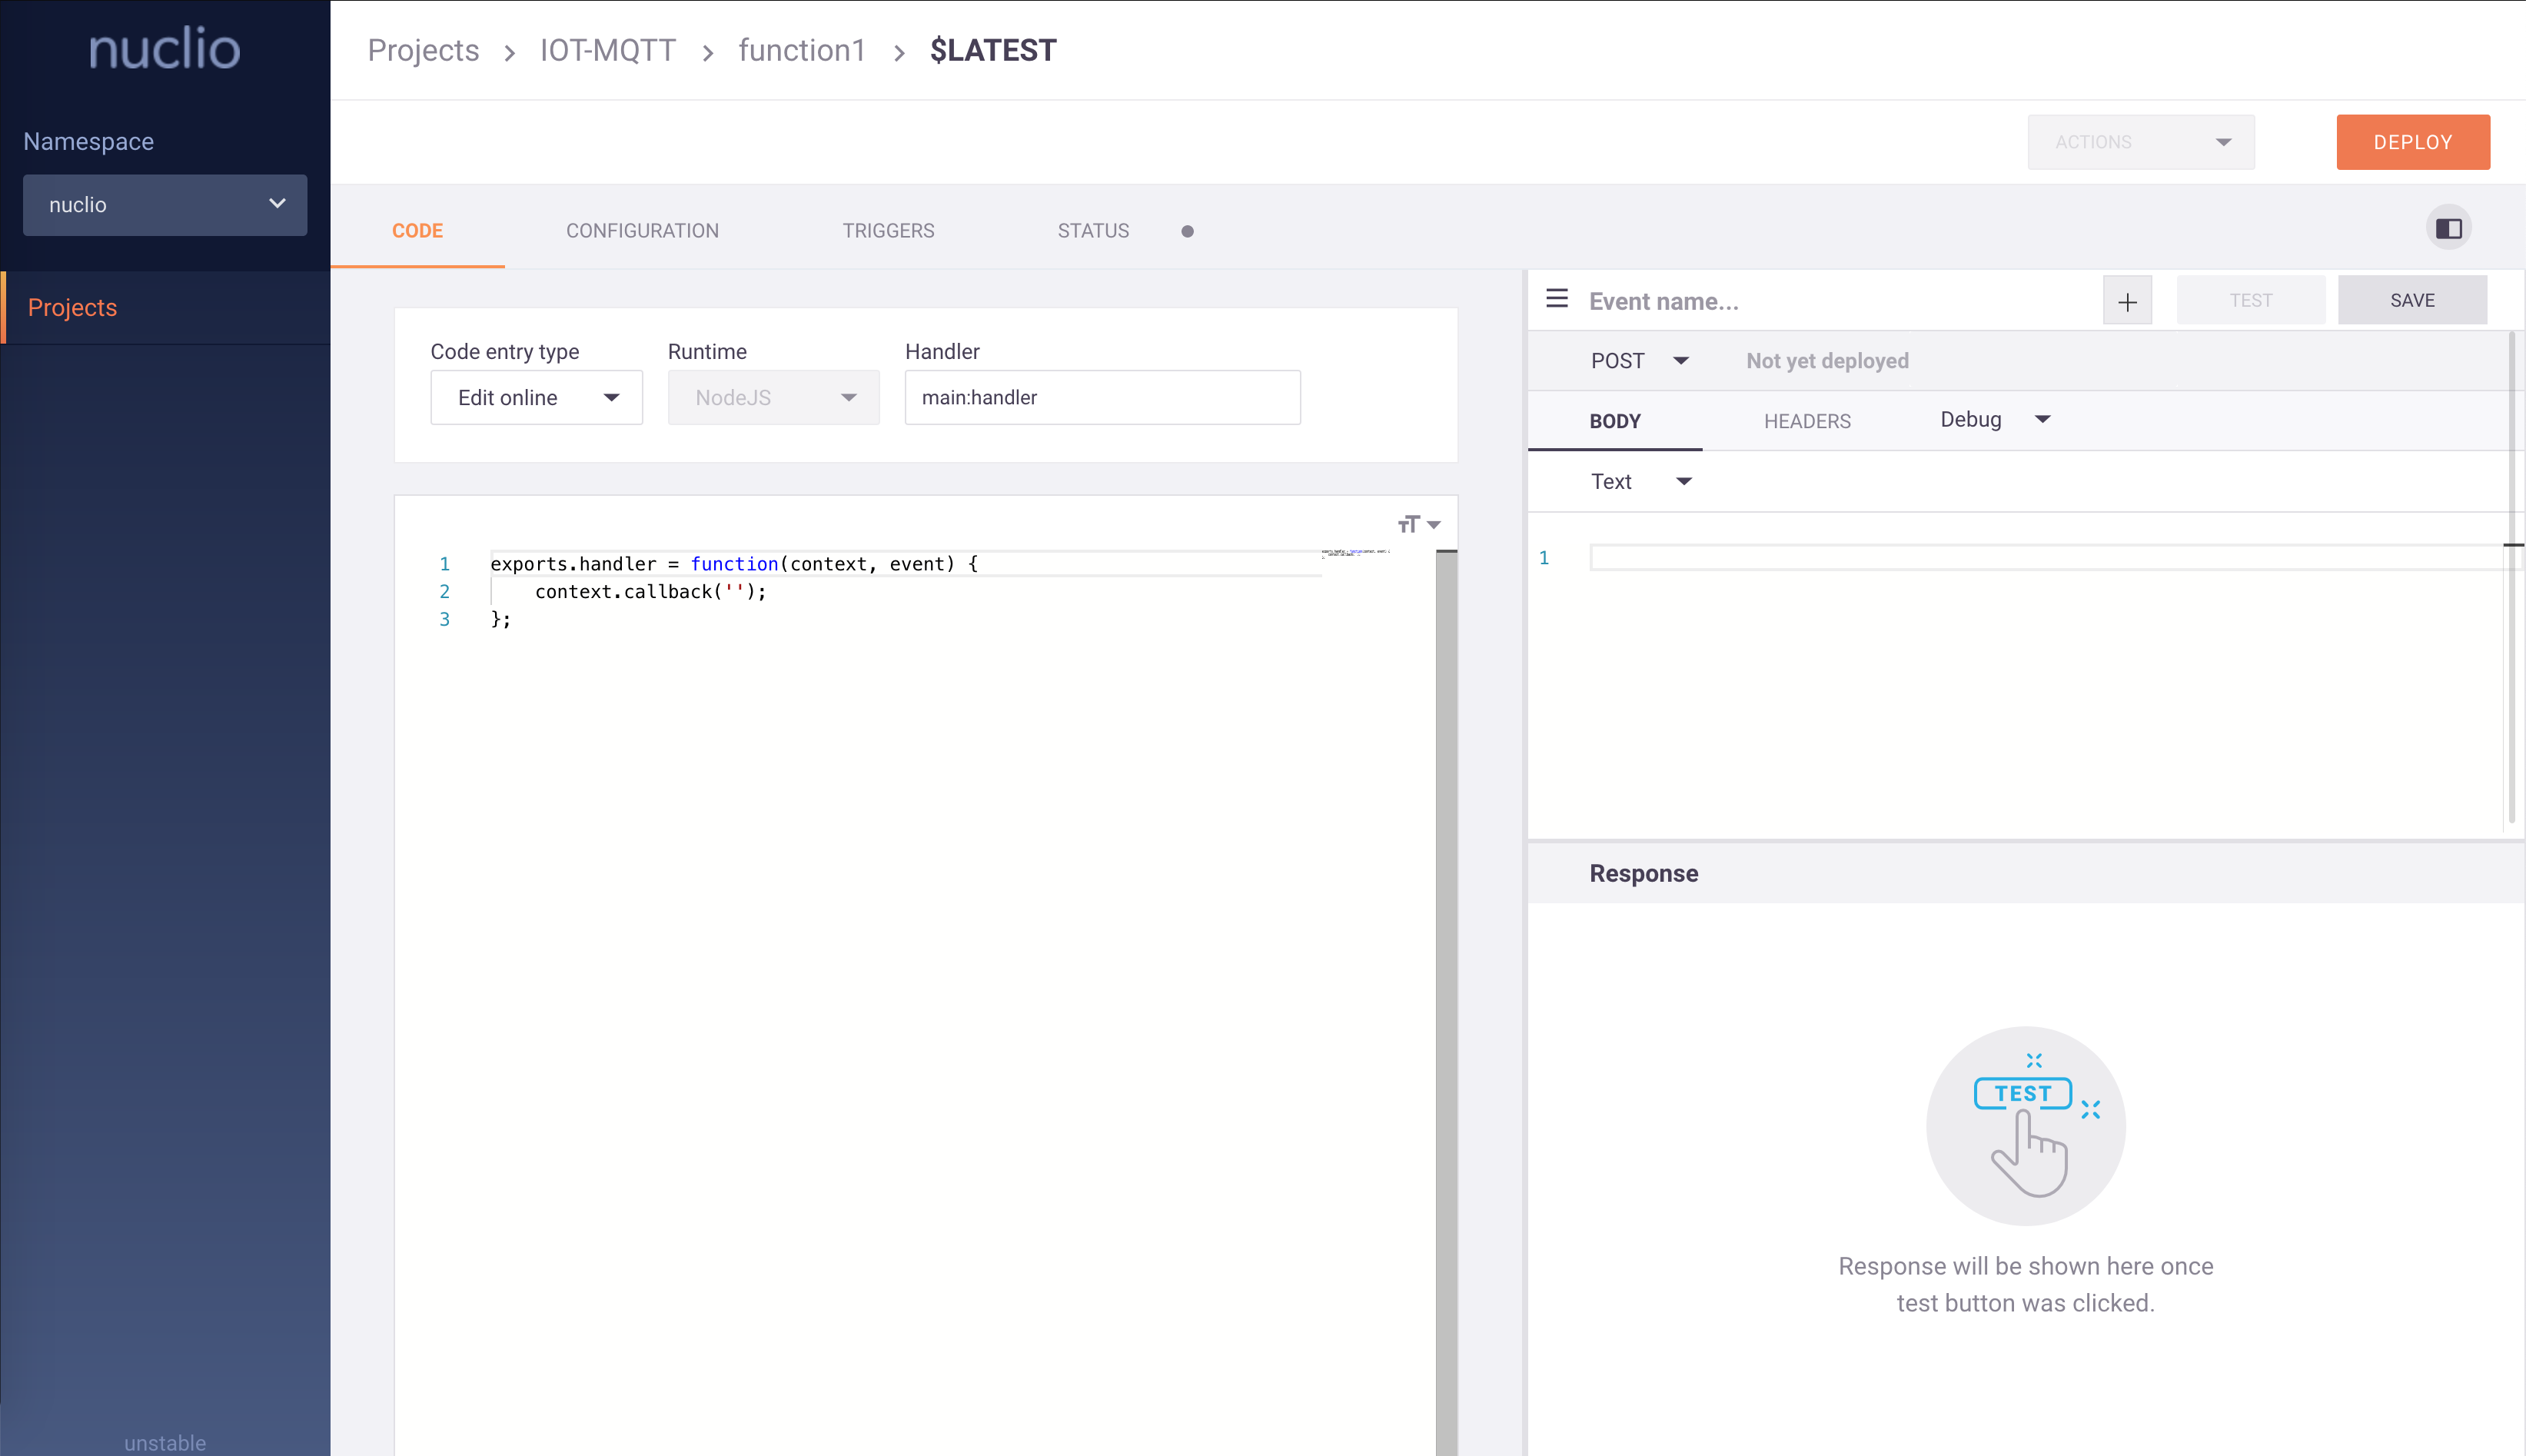 nuclio
Projects > IOT-MQTT > function1 > $LATEST
Namespace
nuclio
Projects
unstable
ACTIONS
DEPLOY
CODE CONFIGURATION TRIGGERS STATUS
Code entry type Runtime Handler
Edit online NodeJS main:handler
1 exports.handler = function(context, event) {
2 context.callback('');
3 };
Event name... + TEST SAVE
POST Not yet deployed
BODY HEADERS Debug
Text
1
Response
TEST
Response will be shown here once
test button was clicked.